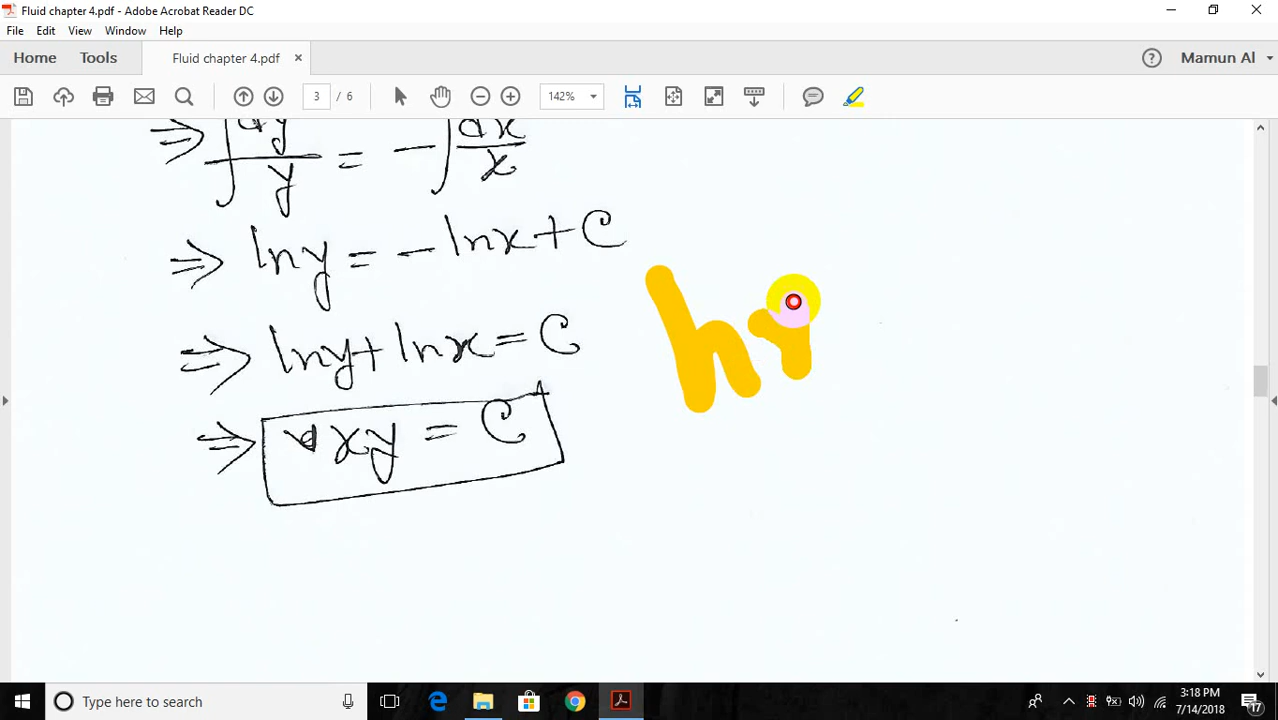 Fluid chapter 4.pdf - Adobe Acrobat Reader DC
File Edit View Window Help
Home Tools Fluid chapter 4.pdf × Mamun Al
3 / 6 142%
⇒ ∫ dy/y = - ∫ dx/x
⇒ ln y = - ln x + C
⇒ ln y + ln x = C
⇒ xy = C
h
Type here to search
3:18 PM
7/14/2018
17